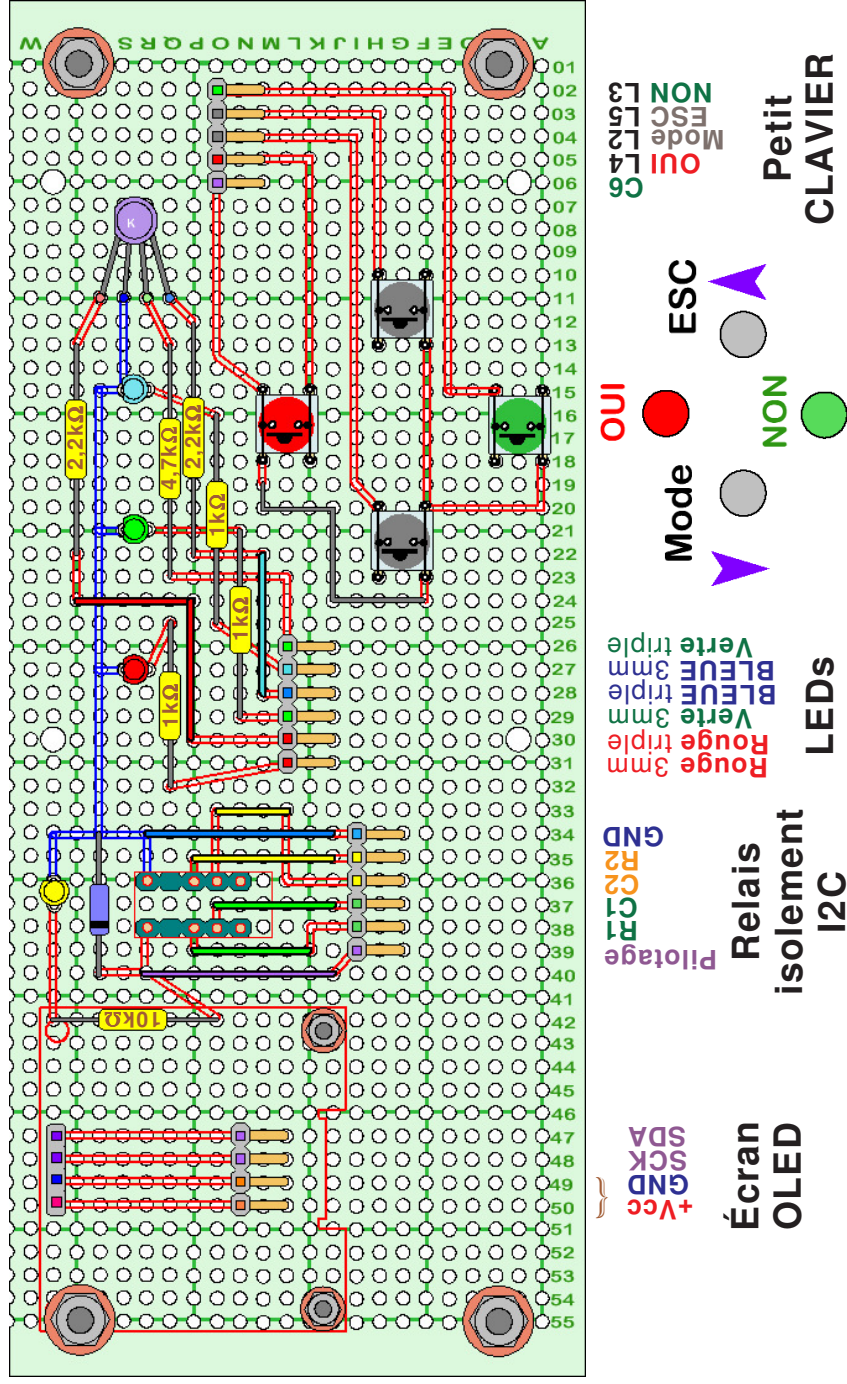 W S R Q P O N M L K J I H G F E D A
01
02
03
04
05
06
07
08
09
10
11
12
13
14
15
16
17
18
19
20
21
22
23
24
25
26
27
28
29
30
31
32
33
34
35
36
37
38
39
40
41
42
43
44
45
46
47
48
49
50
51
52
53
54
55
K
2,2kΩ
4,7kΩ
2,2kΩ
1kΩ
1kΩ
1kΩ
10kΩ
NON L3
ESC L5
Mode L2
OUI L4
C6
Petit
CLAVIER
ESC
OUI
NON
Mode
Verte triple
BLEUE 3mm
BLEUE triple
Verte 3mm
Rouge triple
Rouge 3mm
LEDs
GND
R2
C2
C1
R1
Pilotage
Relais
isolement
I2C
SDA
SCK
GND
+Vcc
}
Écran
OLED